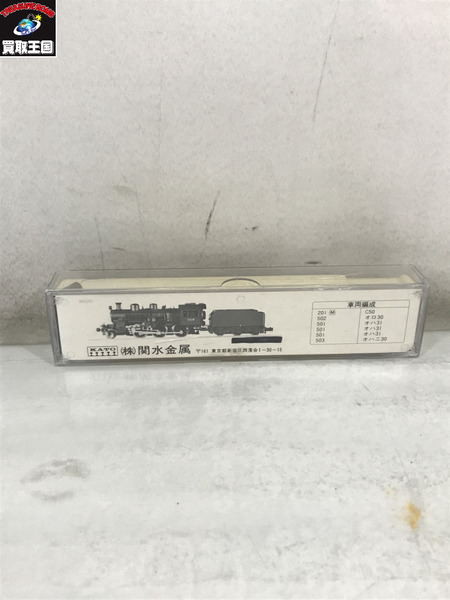 買取王国
車両編成
201 Ⓜ C50
502 オロ30
501 オハ31
501 オハ31
501 オハ31
503 オハニ30
KATO
(株)関水金属
〒161 東京都新宿区西落合1-30-15